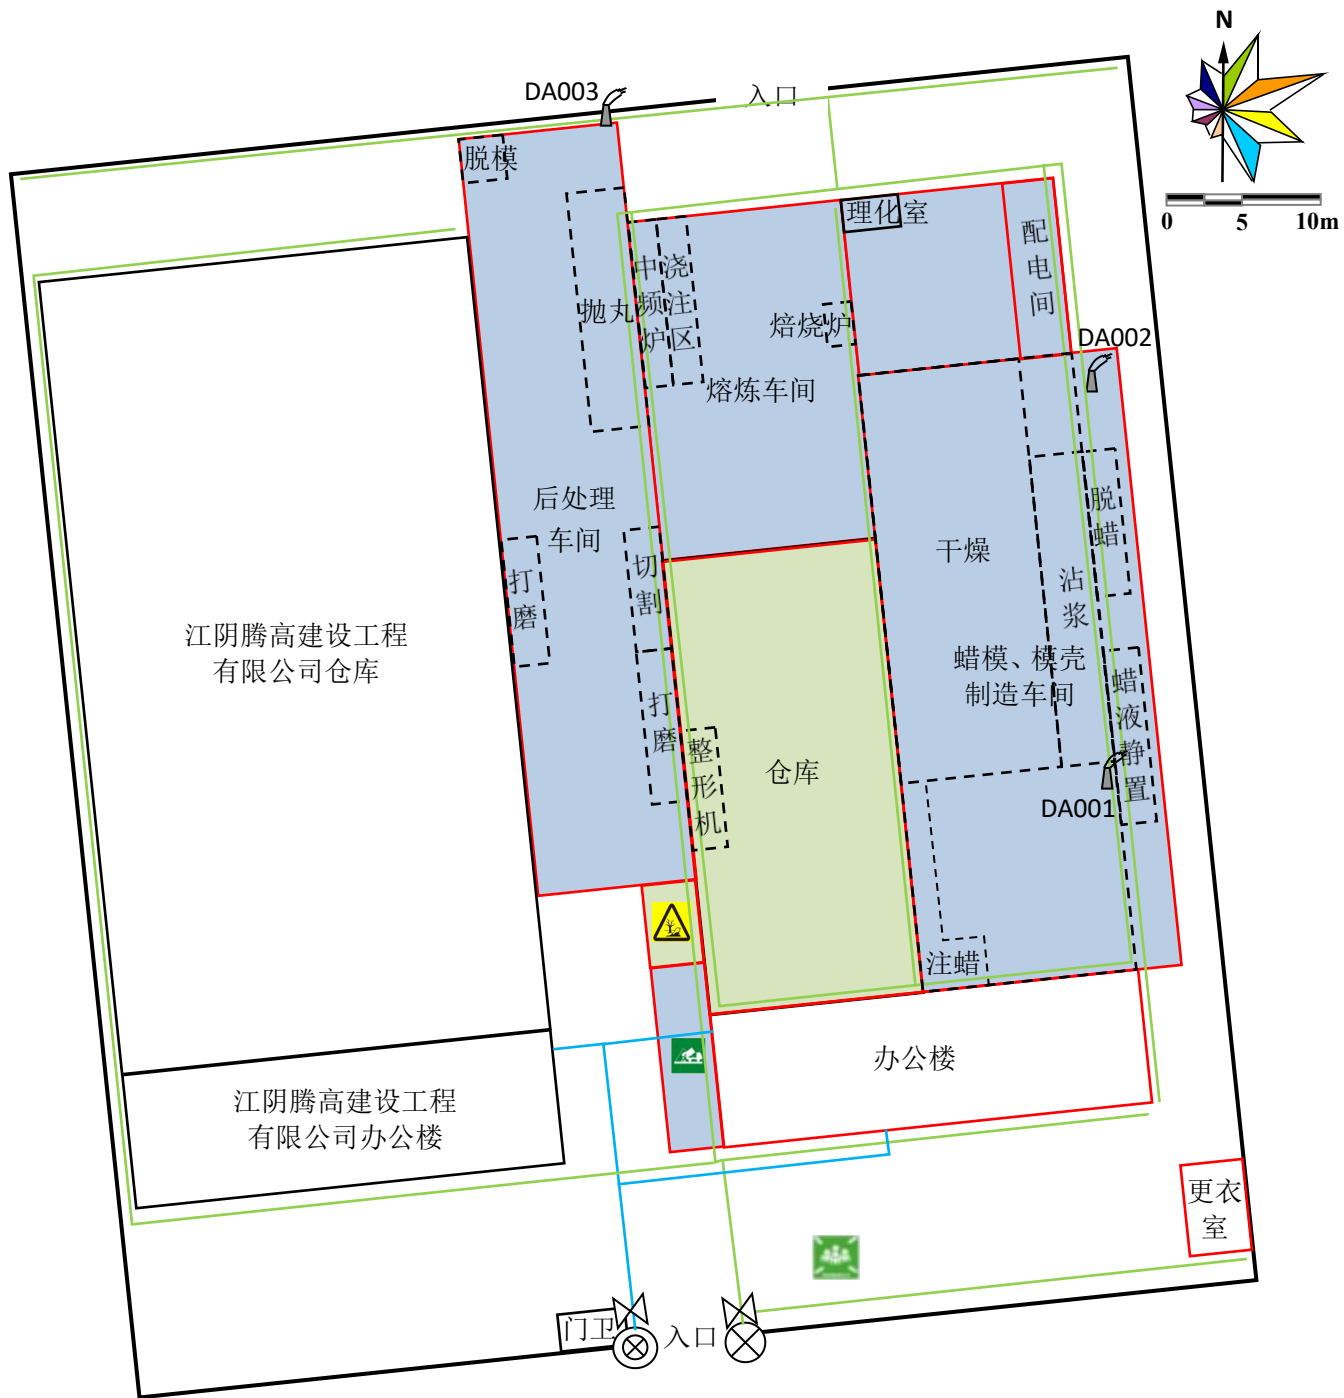 N
0 5 10m
DA003
入口
脱模
理化室
配电间
中频炉
浇注区
抛丸
焙烧炉
DA002
熔炼车间
后处理
车间
脱蜡
干燥
切割
打磨
沾浆
江阴腾高建设工程
有限公司仓库
蜡模、模壳
制造车间
蜡液静置
打磨
整形机
仓库
DA001
注蜡
办公楼
江阴腾高建设工程
有限公司办公楼
更衣
室
门卫
入口